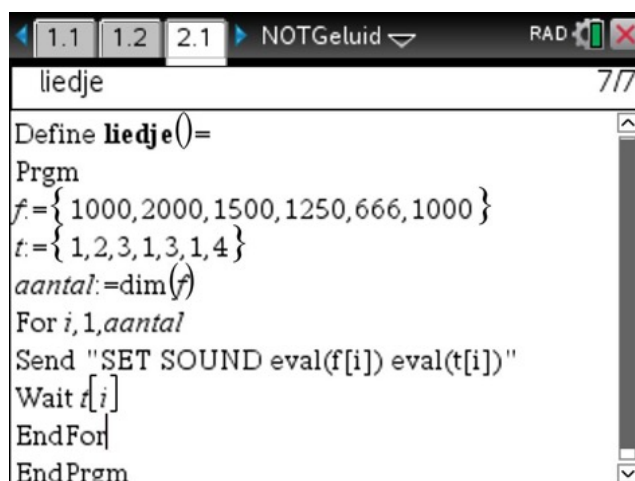 1.1 1.2 2.1 NOTGeluid RAD
liedje 7/7
Define liedje()=
Prgm
f:={1000,2000,1500,1250,666,1000}
t:={1,2,3,1,3,1,4}
aantal:=dim(f)
For i,1,aantal
Send "SET SOUND eval(f[i]) eval(t[i])"
Wait t[i]
EndFor
EndPrgm